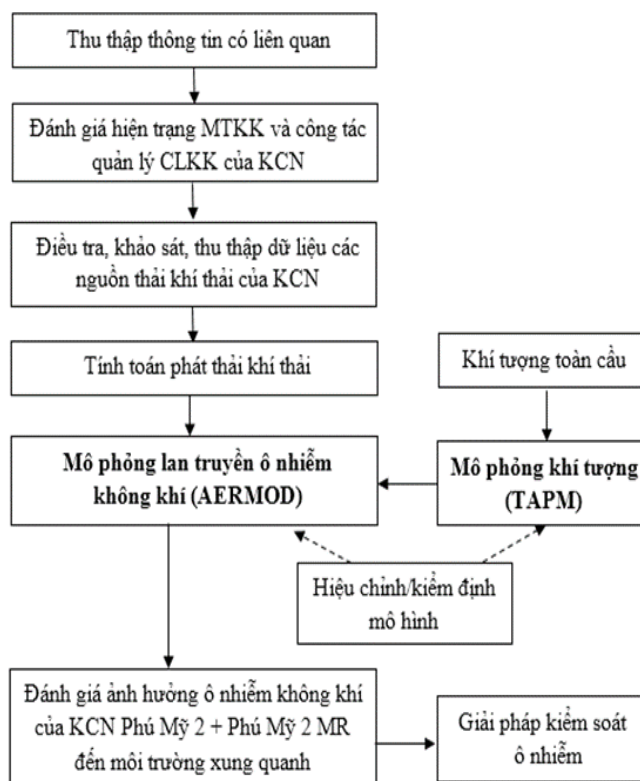 Thu thập thông tin có liên quan
Đánh giá hiện trạng MTKK và công tác
quản lý CLKK của KCN
Điều tra, khảo sát, thu thập dữ liệu các
nguồn thải khí thải của KCN
Tính toán phát thải khí thải
Khí tượng toàn cầu
Mô phỏng lan truyền ô nhiễm
không khí (AERMOD)
Mô phỏng khí tượng
(TAPM)
Hiệu chỉnh/kiểm định
mô hình
Đánh giá ảnh hưởng ô nhiễm không khí
của KCN Phú Mỹ 2 + Phú Mỹ 2 MR
đến môi trường xung quanh
Giải pháp kiểm soát
ô nhiễm